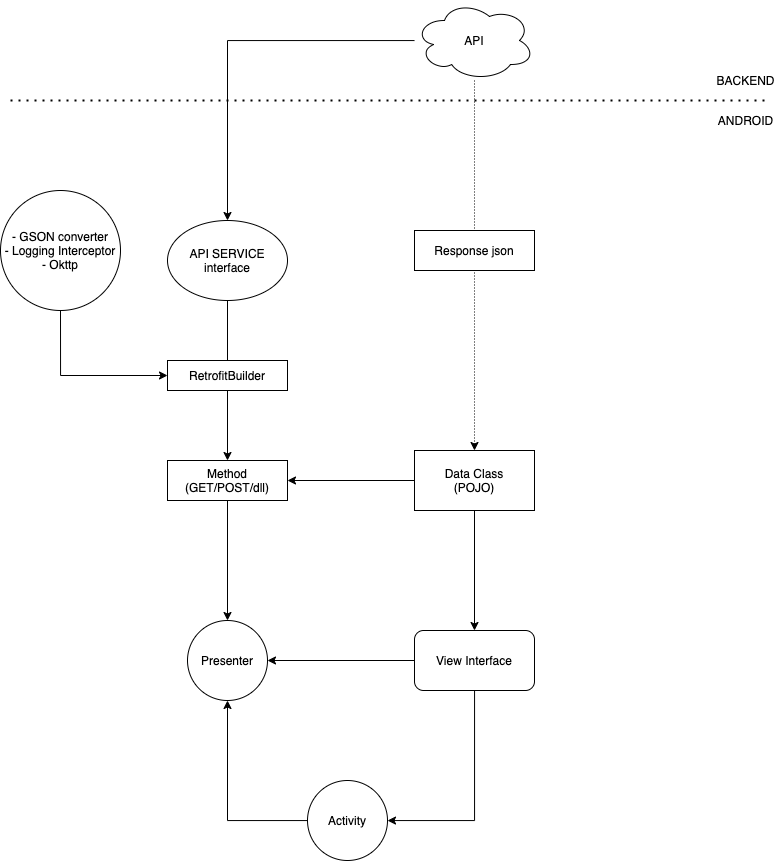 API
BACKEND
ANDROID
- GSON converter
- Logging Interceptor
- Okttp
API SERVICE
interface
Response json
RetrofitBuilder
Method
(GET/POST/dll)
Data Class
(POJO)
Presenter
View Interface
Activity